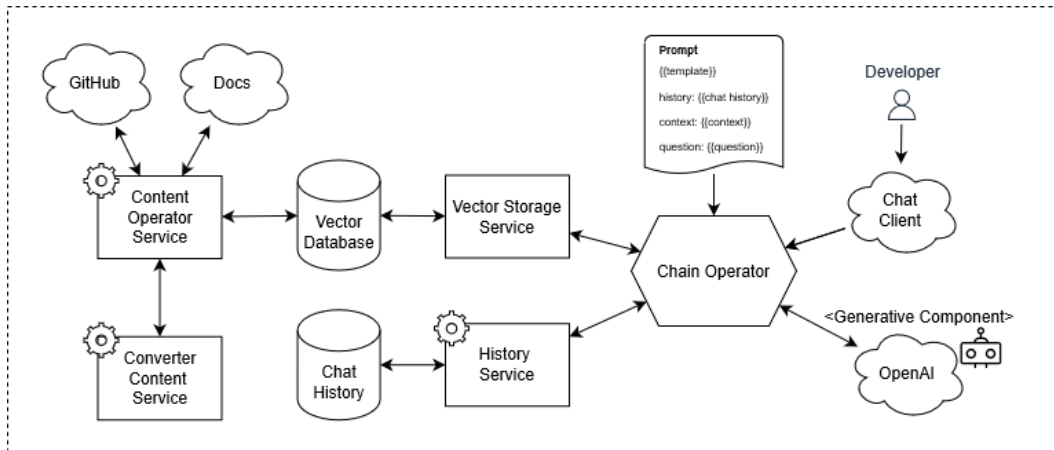 GitHub
Docs
Content
Operator
Service
Converter
Content
Service
Vector
Database
Chat
History
Vector Storage
Service
History
Service
Prompt
{{template}}
history: {{chat history}}
context: {{context}}
question: {{question}}
Chain Operator
Developer
Chat
Client
<Generative Component>
OpenAI